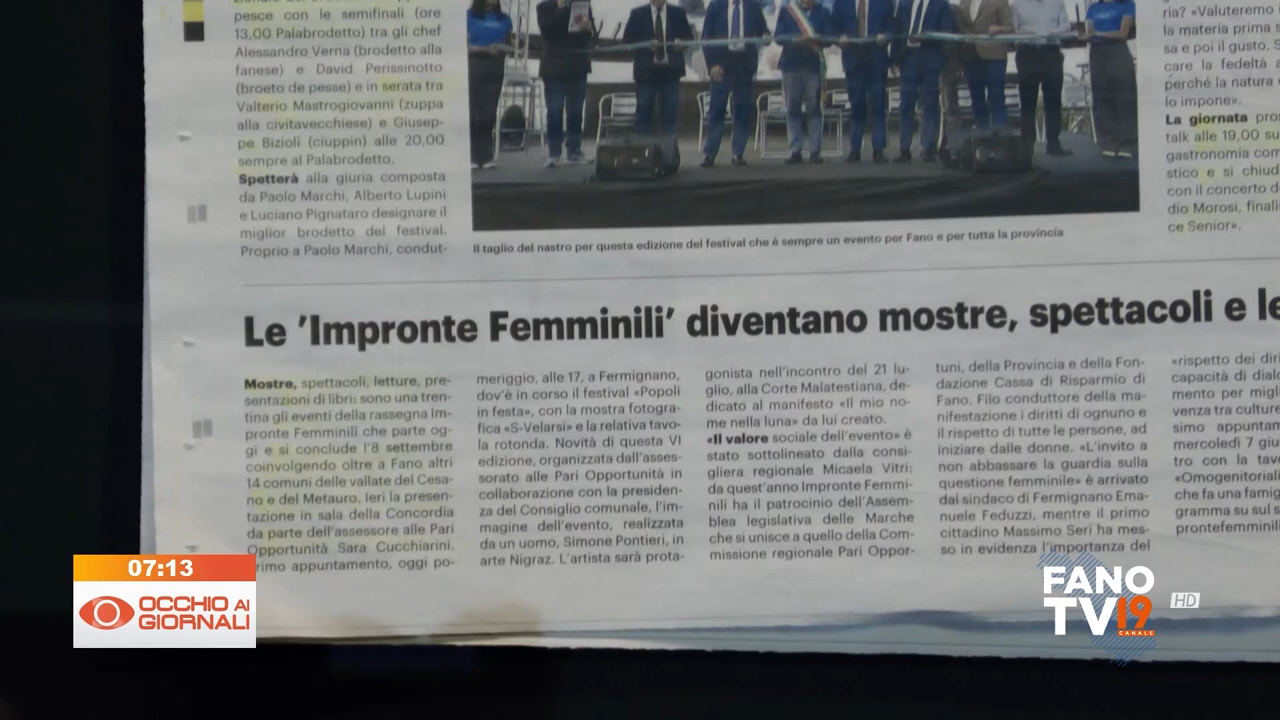 pesce con le semifinali (ore
13,00 Palabrodetto) tra gli chef
Alessandro Verna (brodetto alla
fanese) e David Perissinotto
(broeto de pesse) e in serata tra
Valterio Mastrogiovanni (zuppa
alla civitavecchiese) e Giusep-
pe Bizioli (ciuppin) alle 20,00
sempre al Palabrodetto.
Spetterà alla giuria composta
da Paolo Marchi, Alberto Lupini
e Luciano Pignataro designare il
miglior brodetto del festival.
Proprio a Paolo Marchi, condut-
Il taglio del nastro per questa edizione del festival che è sempre un evento per Fano e per tutta la provincia
ria? «Valuteremo
la materia prima
sa e poi il gusto.
care la fedeltà
perché la natura
lo impone».
La giornata
talk alle 19,00
gastronomia
stico e si
con il concerto
dio Morosi,
ce Senior».
Le 'Impronte Femminili' diventano mostre, spettacoli e le
Mostre, spettacoli, letture, pre-
sentazioni di libri: sono una tren-
tina gli eventi della rassegna Im-
pronte Femminili che parte og-
gi e si conclude l'8 settembre
coinvolgendo oltre a Fano altri
14 comuni delle vallate del Cesa-
no e del Metauro. Ieri la presen-
tazione in sala della Concordia
da parte dell'assessore alle Pari
Opportunità Sara Cucchiarini.
rimo appuntamento, oggi po-
meriggio, alle 17, a Fermignano,
dov'è in corso il festival «Popoli
in festa», con la mostra fotogra-
fica «S-Velarsi» e la relativa tavo-
la rotonda. Novità di questa VI
edizione, organizzata dall'asses-
sorato alle Pari Opportunità in
collaborazione con la presiden-
za del Consiglio comunale, l'im-
magine dell'evento, realizzata
da un uomo, Simone Pontieri, in
arte Nigraz. L'artista sarà prota-
gonista nell'incontro del 21 lu-
glio, alla Corte Malatestiana, de-
dicato al manifesto «Il mio no-
me nella luna» da lui creato.
«Il valore sociale dell'evento» è
stato sottolineato dalla consi-
gliera regionale Micaela Vitri:
da quest'anno Impronte Femmi-
nili ha il patrocinio dell'Assem-
blea legislativa delle Marche
che si unisce a quello della Com-
missione regionale Pari Oppor-
tuni, della Provincia e della Fon-
dazione Cassa di Risparmio di
Fano. Filo conduttore della ma-
nifestazione i diritti di ognuno e
il rispetto di tutte le persone, ad
iniziare dalle donne. «L'invito a
non abbassare la guardia sulla
questione femminile» è arrivato
dal sindaco di Fermignano Ema-
nuele Feduzzi, mentre il primo
cittadino Massimo Seri ha mes-
so in evidenza l'importanza del
«rispetto dei
capacità di
mento per
venza tra
simo
mercoledì 7
tro con la
«Omogenitorial
che fa una
gramma su
prontefemminil
07:13
OCCHIO AI
GIORNALI
FANO
TV19
CANALE
HD